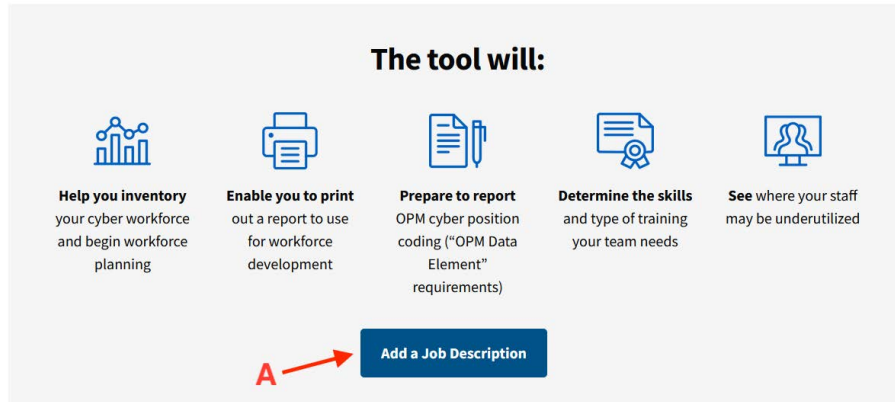 The tool will:
Help you inventory
your cyber workforce
and begin workforce
planning
Enable you to print
out a report to use
for workforce
development
Prepare to report
OPM cyber position
coding (“OPM Data
Element”
requirements)
Determine the skills
and type of training
your team needs
See where your staff
may be underutilized
A
Add a Job Description